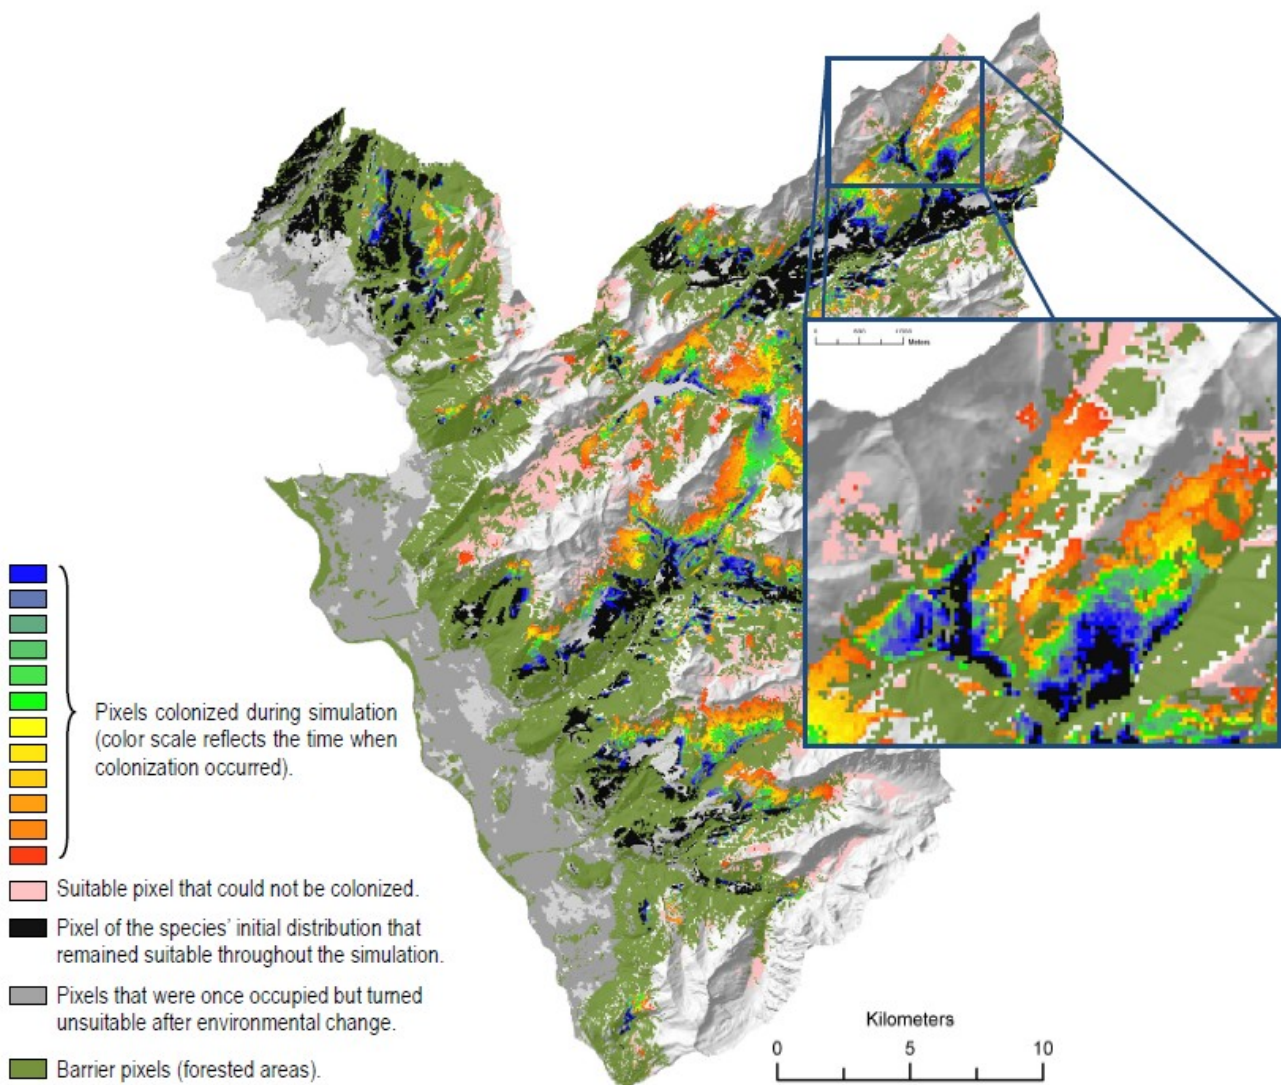 Meters
Pixels colonized during simulation
(color scale reflects the time when
colonization occurred).
Suitable pixel that could not be colonized.
Pixel of the species' initial distribution that
remained suitable throughout the simulation.
Pixels that were once occupied but turned
unsuitable after environmental change.
Barrier pixels (forested areas).
Kilometers
0 5 10